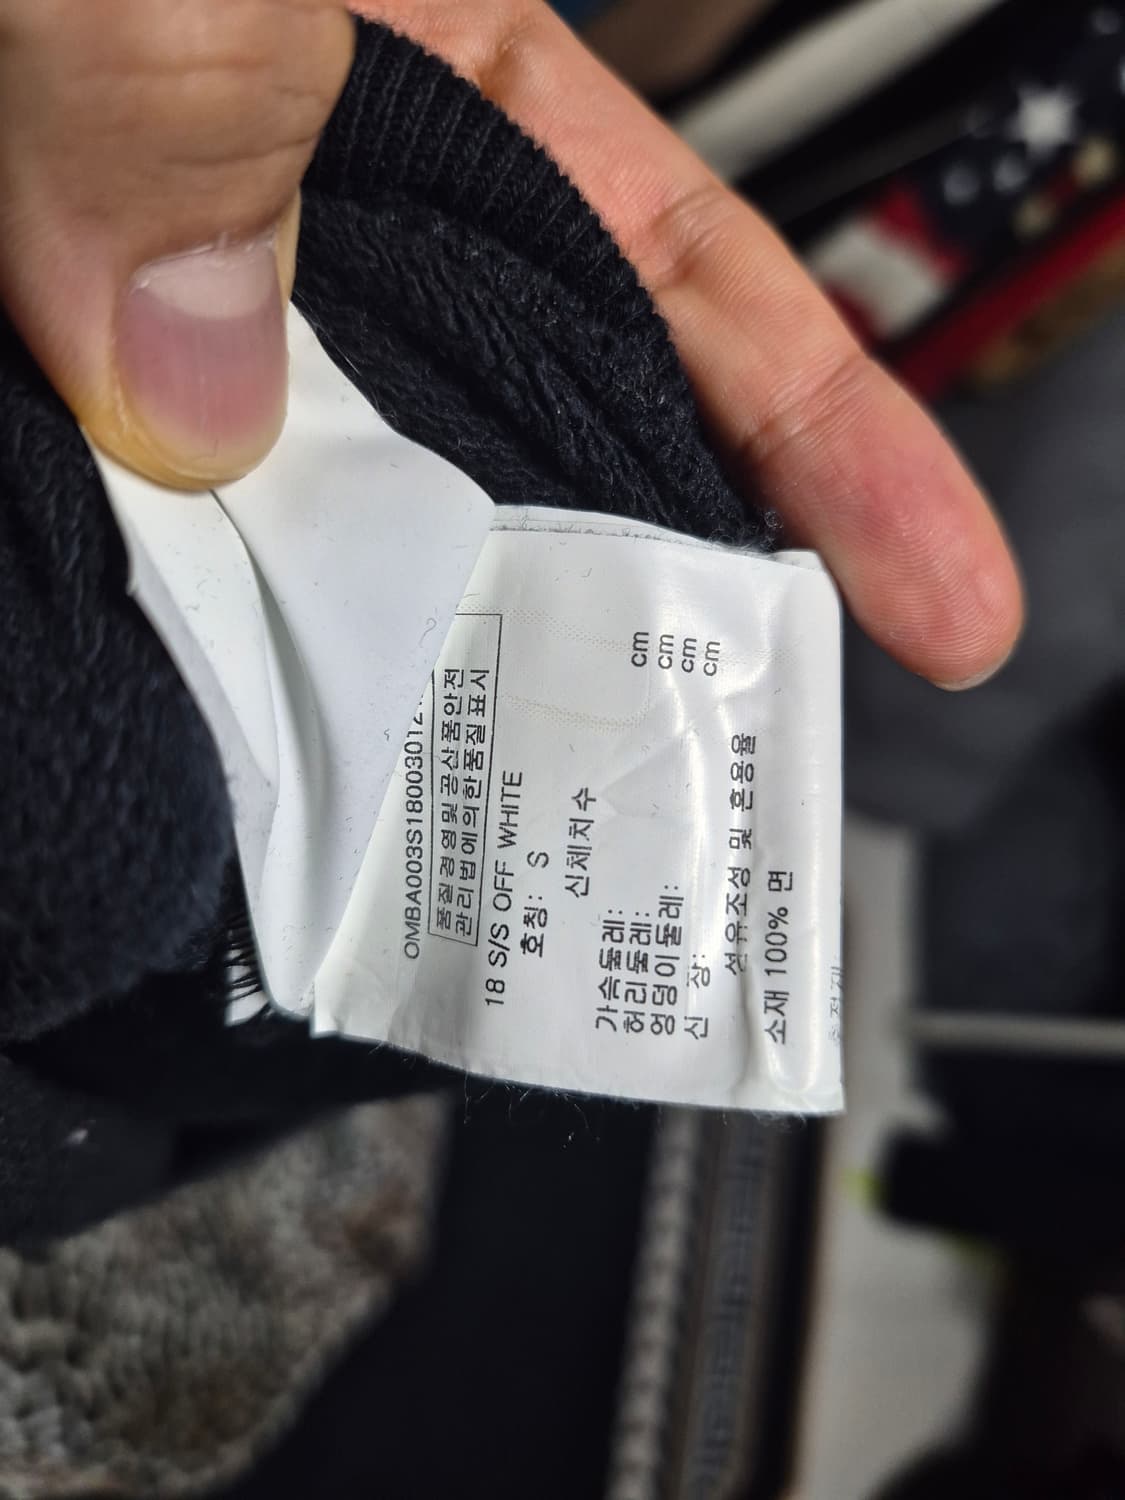 OMBA003S180030012
품질경영및공산품안전
관리법에의한품질표시
18 S/S OFF WHITE
호칭: S
신체치수
가슴둘레: cm
허리둘레: cm
엉덩이둘레: cm
신 장: cm
섬유조성 및 혼용율
소재 100% 면